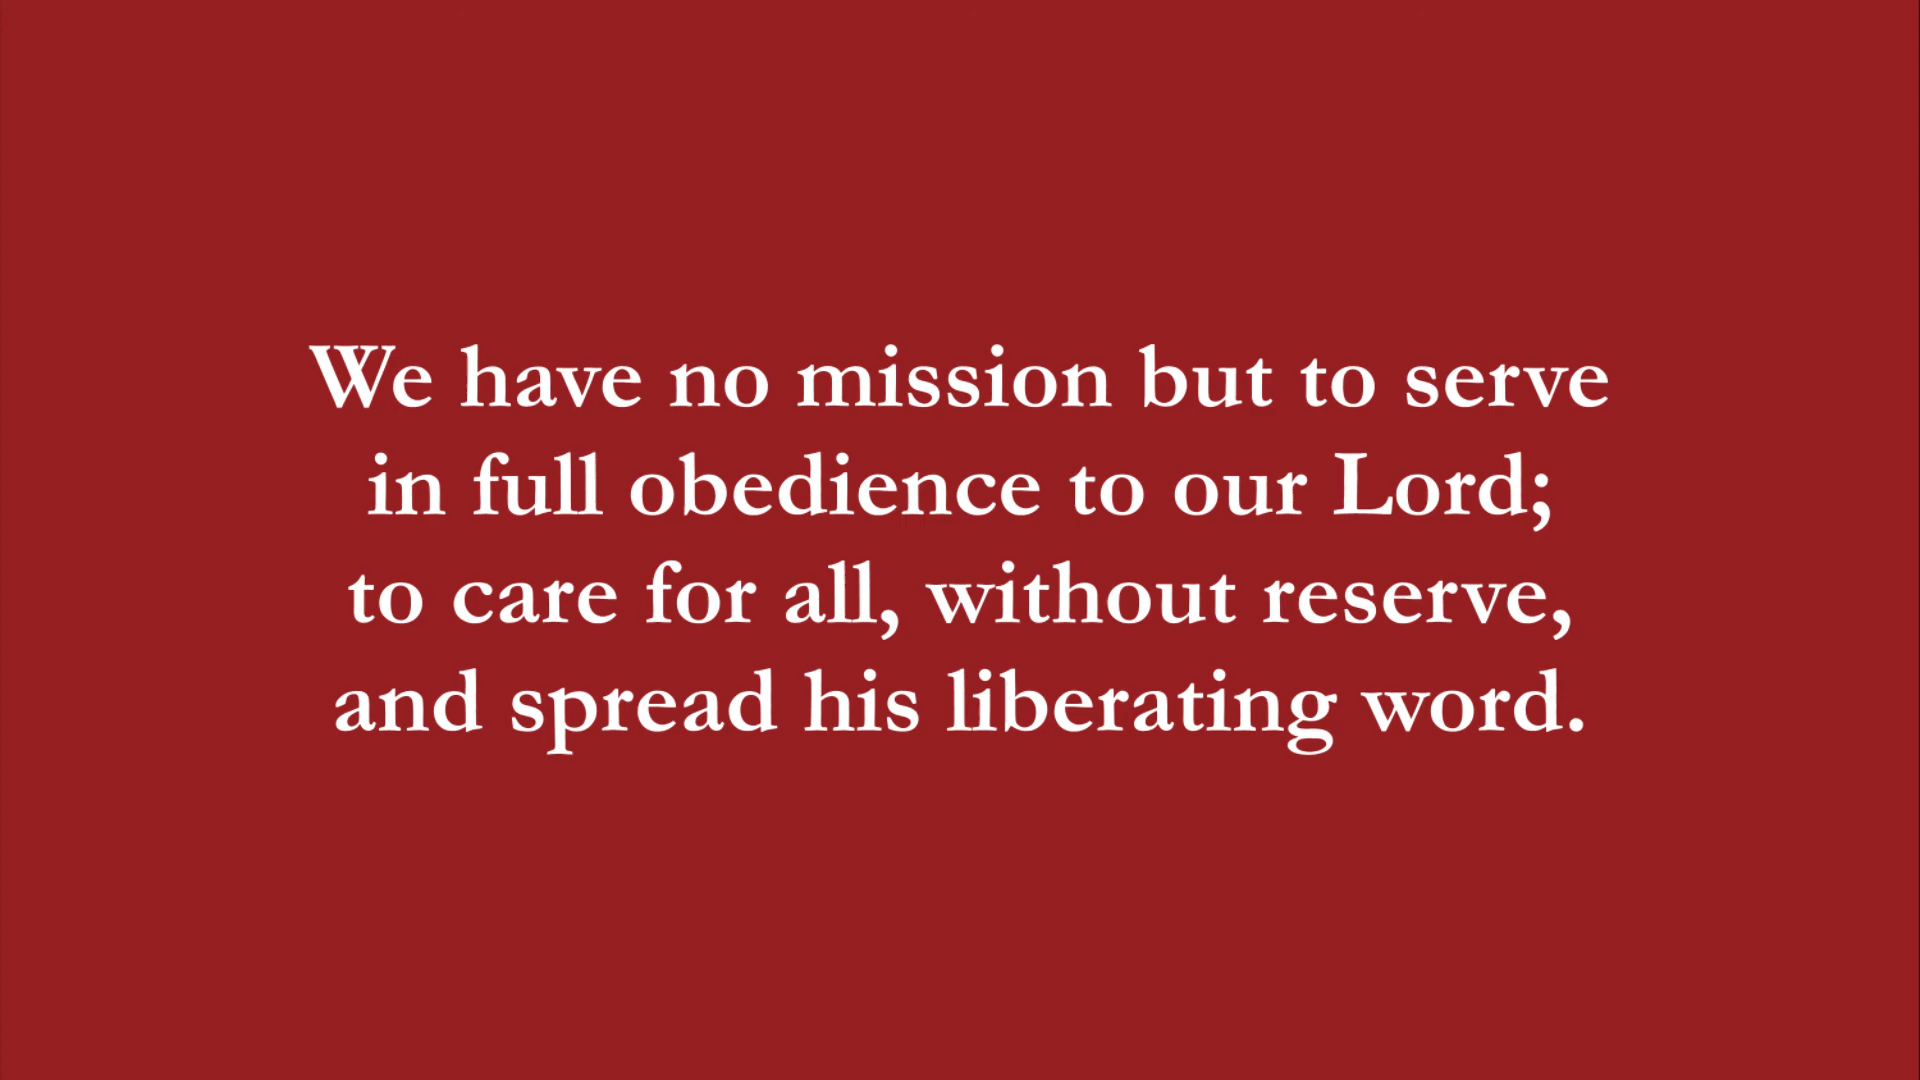 We have no mission but to serve
in full obedience to our Lord;
to care for all, without reserve,
and spread his liberating word.